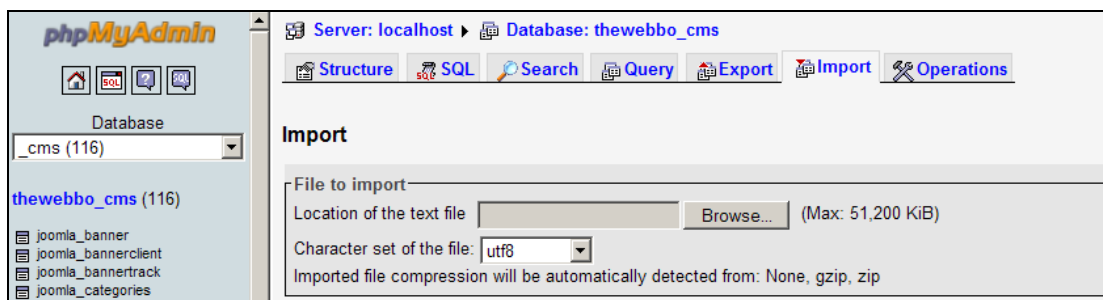 phpMyAdmin
SQL
SQL
Database
_cms (116)
thewebbo_cms (116)
joomla_banner
joomla_bannerclient
joomla_bannertrack
joomla_categories
Server: localhost ▸ Database: thewebbo_cms
Structure SQL Search Query Export Import Operations
Import
File to import
Location of the text file Browse... (Max: 51,200 KiB)
Character set of the file: utf8
Imported file compression will be automatically detected from: None, gzip, zip